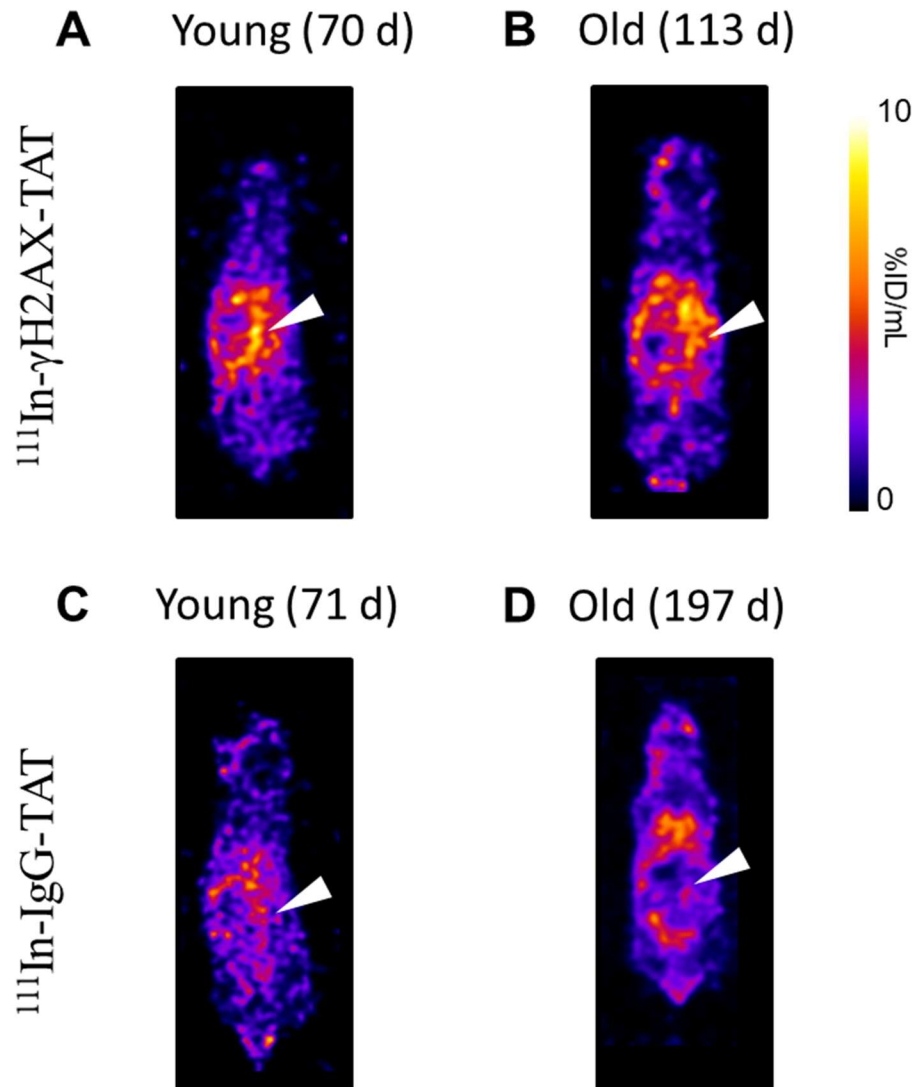 A Young (70 d)
B Old (113 d)
¹¹¹In-γH2AX-TAT
10
%ID/mL
0
C Young (71 d)
D Old (197 d)
¹¹¹In-IgG-TAT